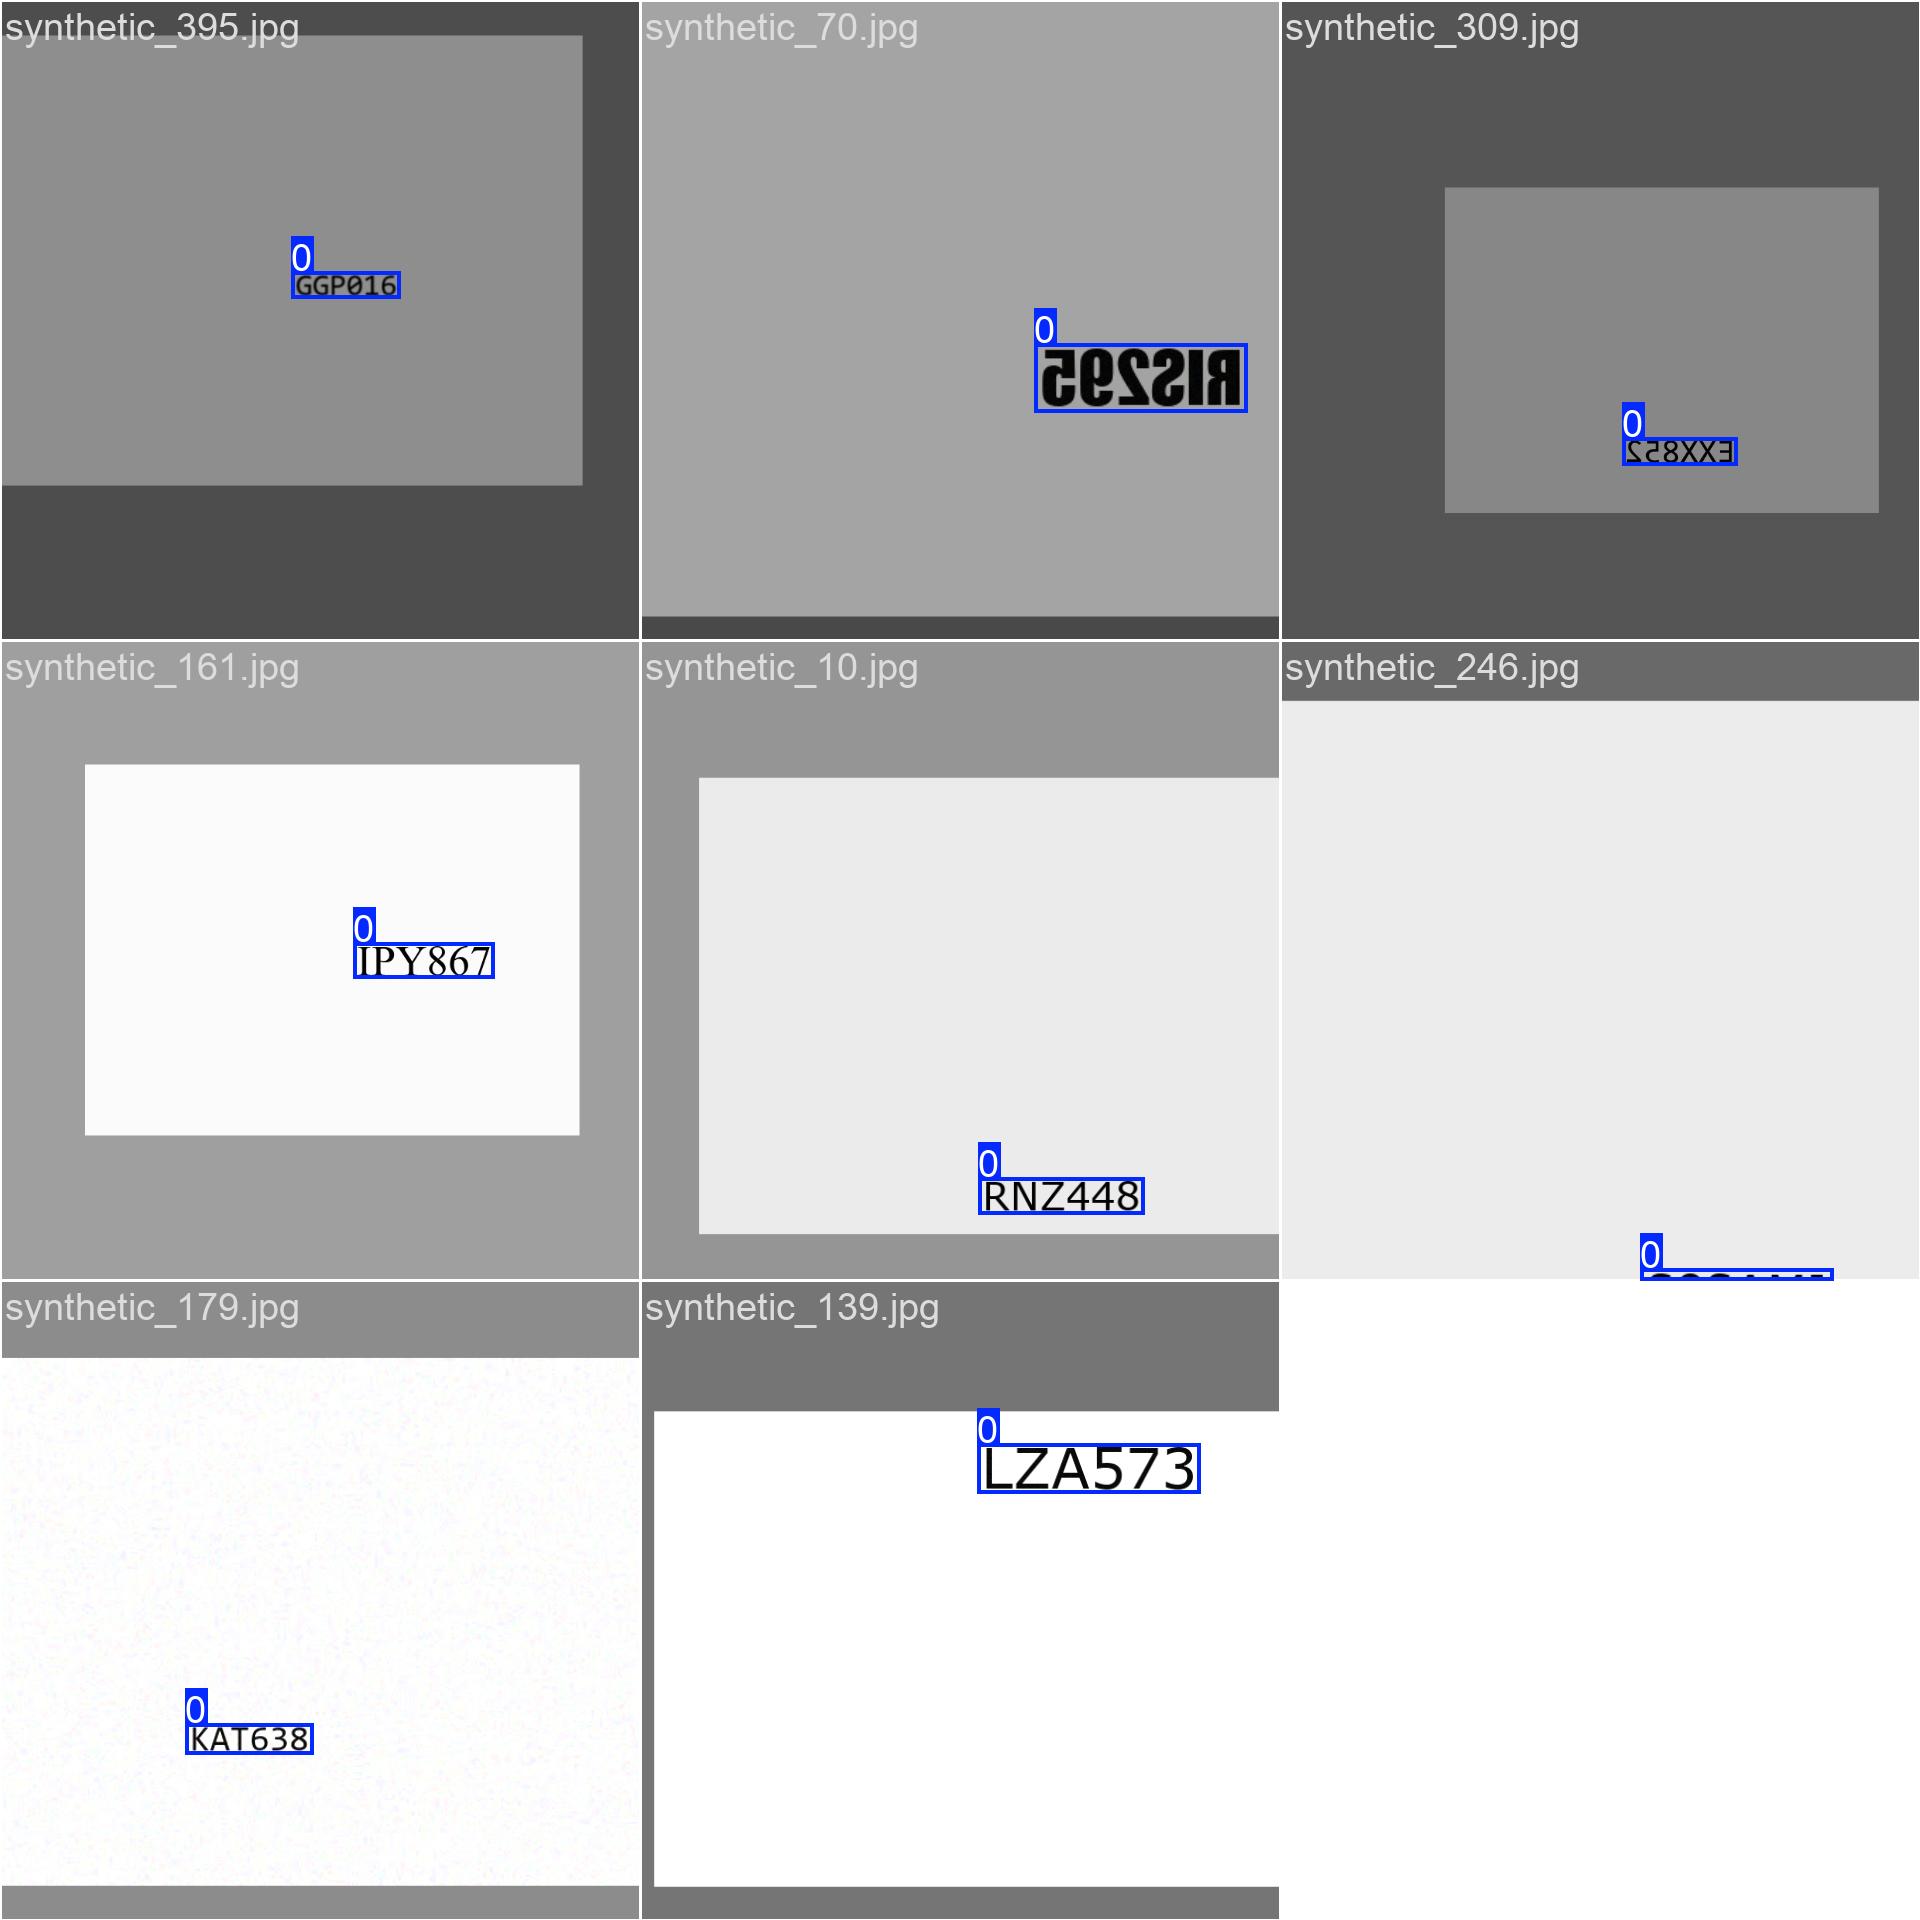 synthetic_395.jpg
synthetic_70.jpg
synthetic_309.jpg
0
GGP016
0
RIS295
0
EXX852
synthetic_161.jpg
synthetic_10.jpg
synthetic_246.jpg
0
IPY867
0
RNZ448
0
synthetic_179.jpg
synthetic_139.jpg
0
LZA573
0
KAT638